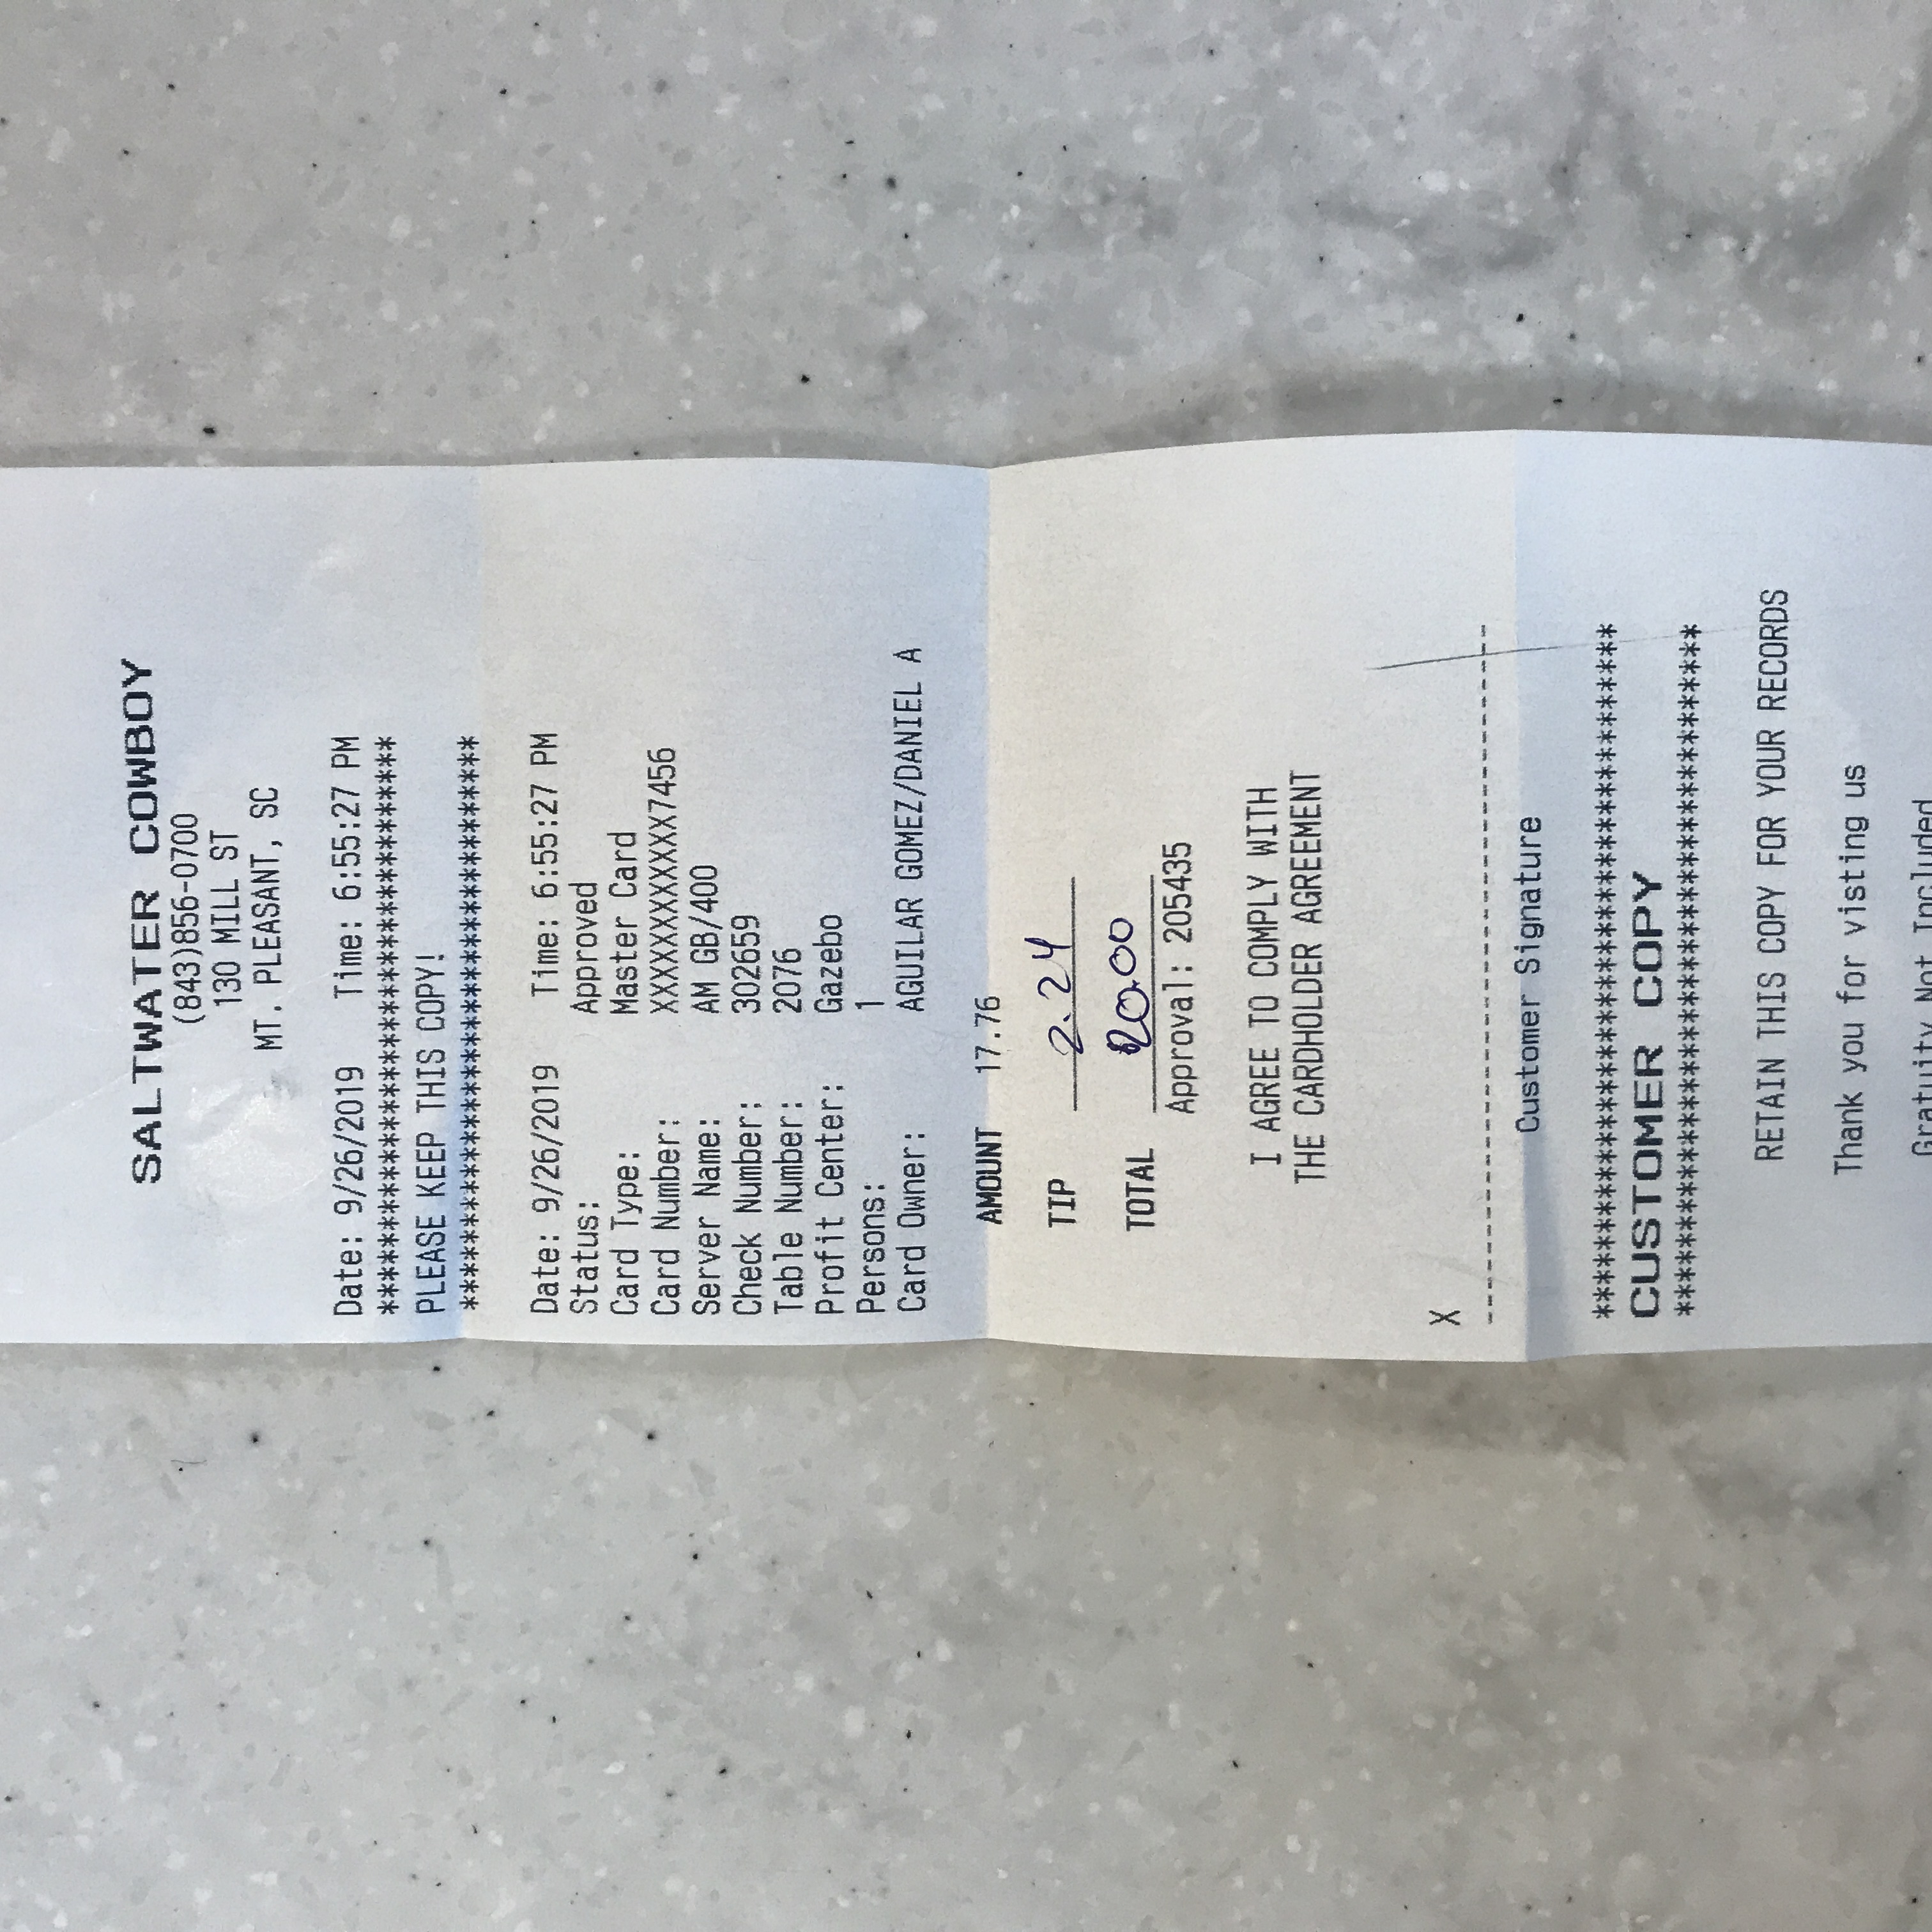 SALTWATER COWBOY
(843)856-0700
130 MILL ST
MT. PLEASANT, SC
Date: 9/26/2019 Time: 6:55:27 PM
**********************************
PLEASE KEEP THIS COPY!
**********************************
Date: 9/26/2019 Time: 6:55:27 PM
Status: Approved
Card Type: Master Card
Card Number: XXXXXXXXXXXX7456
Server Name: AM GB/400
Check Number: 302659
Table Number: 2076
Profit Center: Gazebo
Persons: 1
Card Owner: AGUILAR GOMEZ/DANIEL A
AMOUNT 17.76
TIP 2.24
TOTAL 20.00
Approval: 205435
I AGREE TO COMPLY WITH
THE CARDHOLDER AGREEMENT
X
----------------------------------------
Customer Signature
****************************************
CUSTOMER COPY
****************************************
RETAIN THIS COPY FOR YOUR RECORDS
Thank you for visting us
Gratuity Not Included